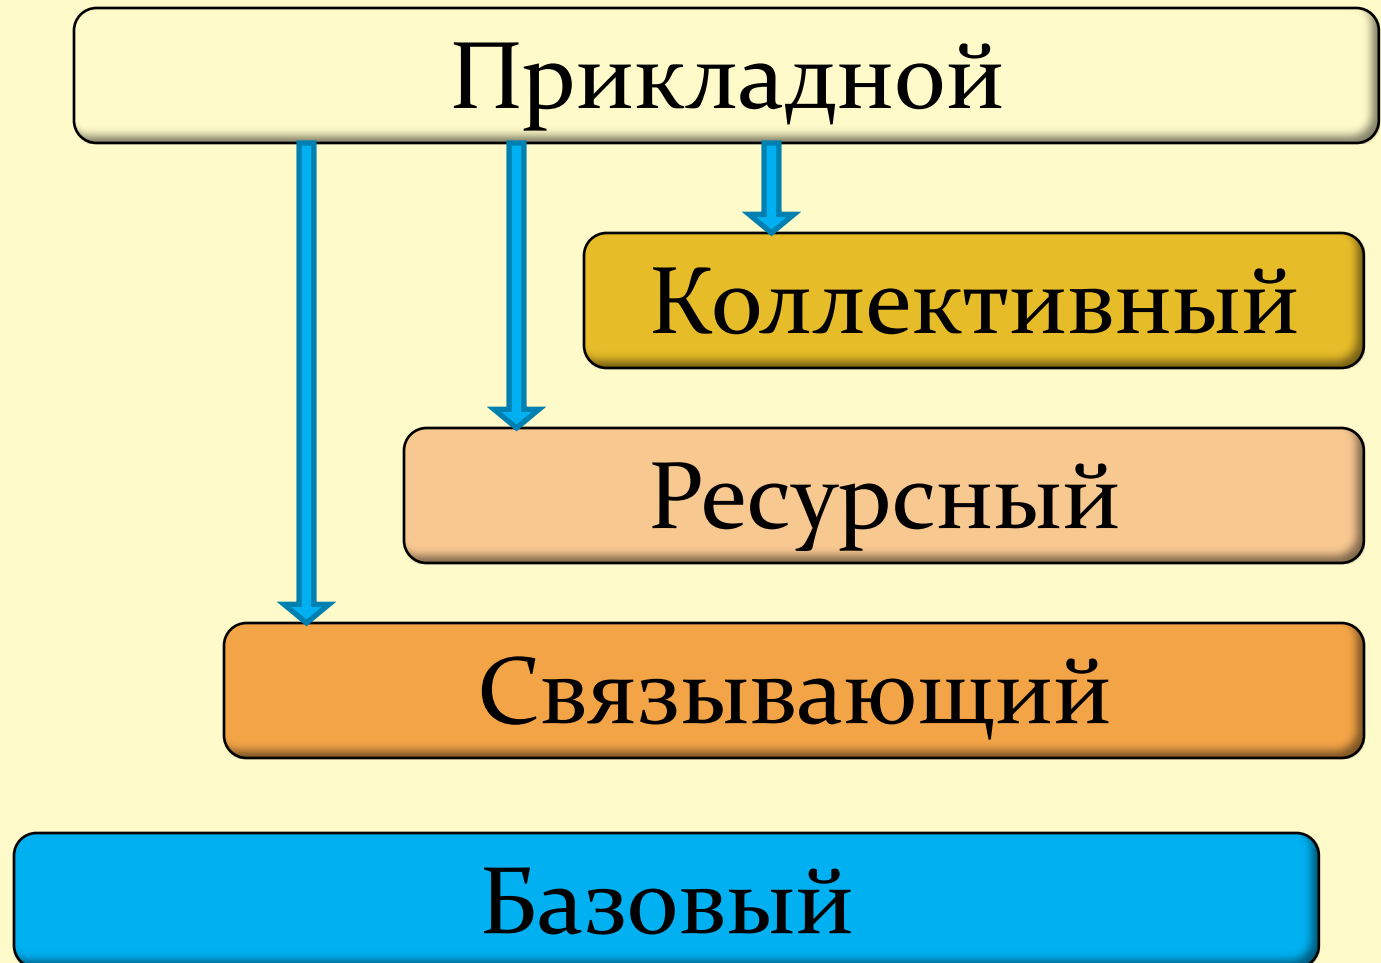 Прикладной
Коллективный
Ресурсный
Связывающий
Базовый